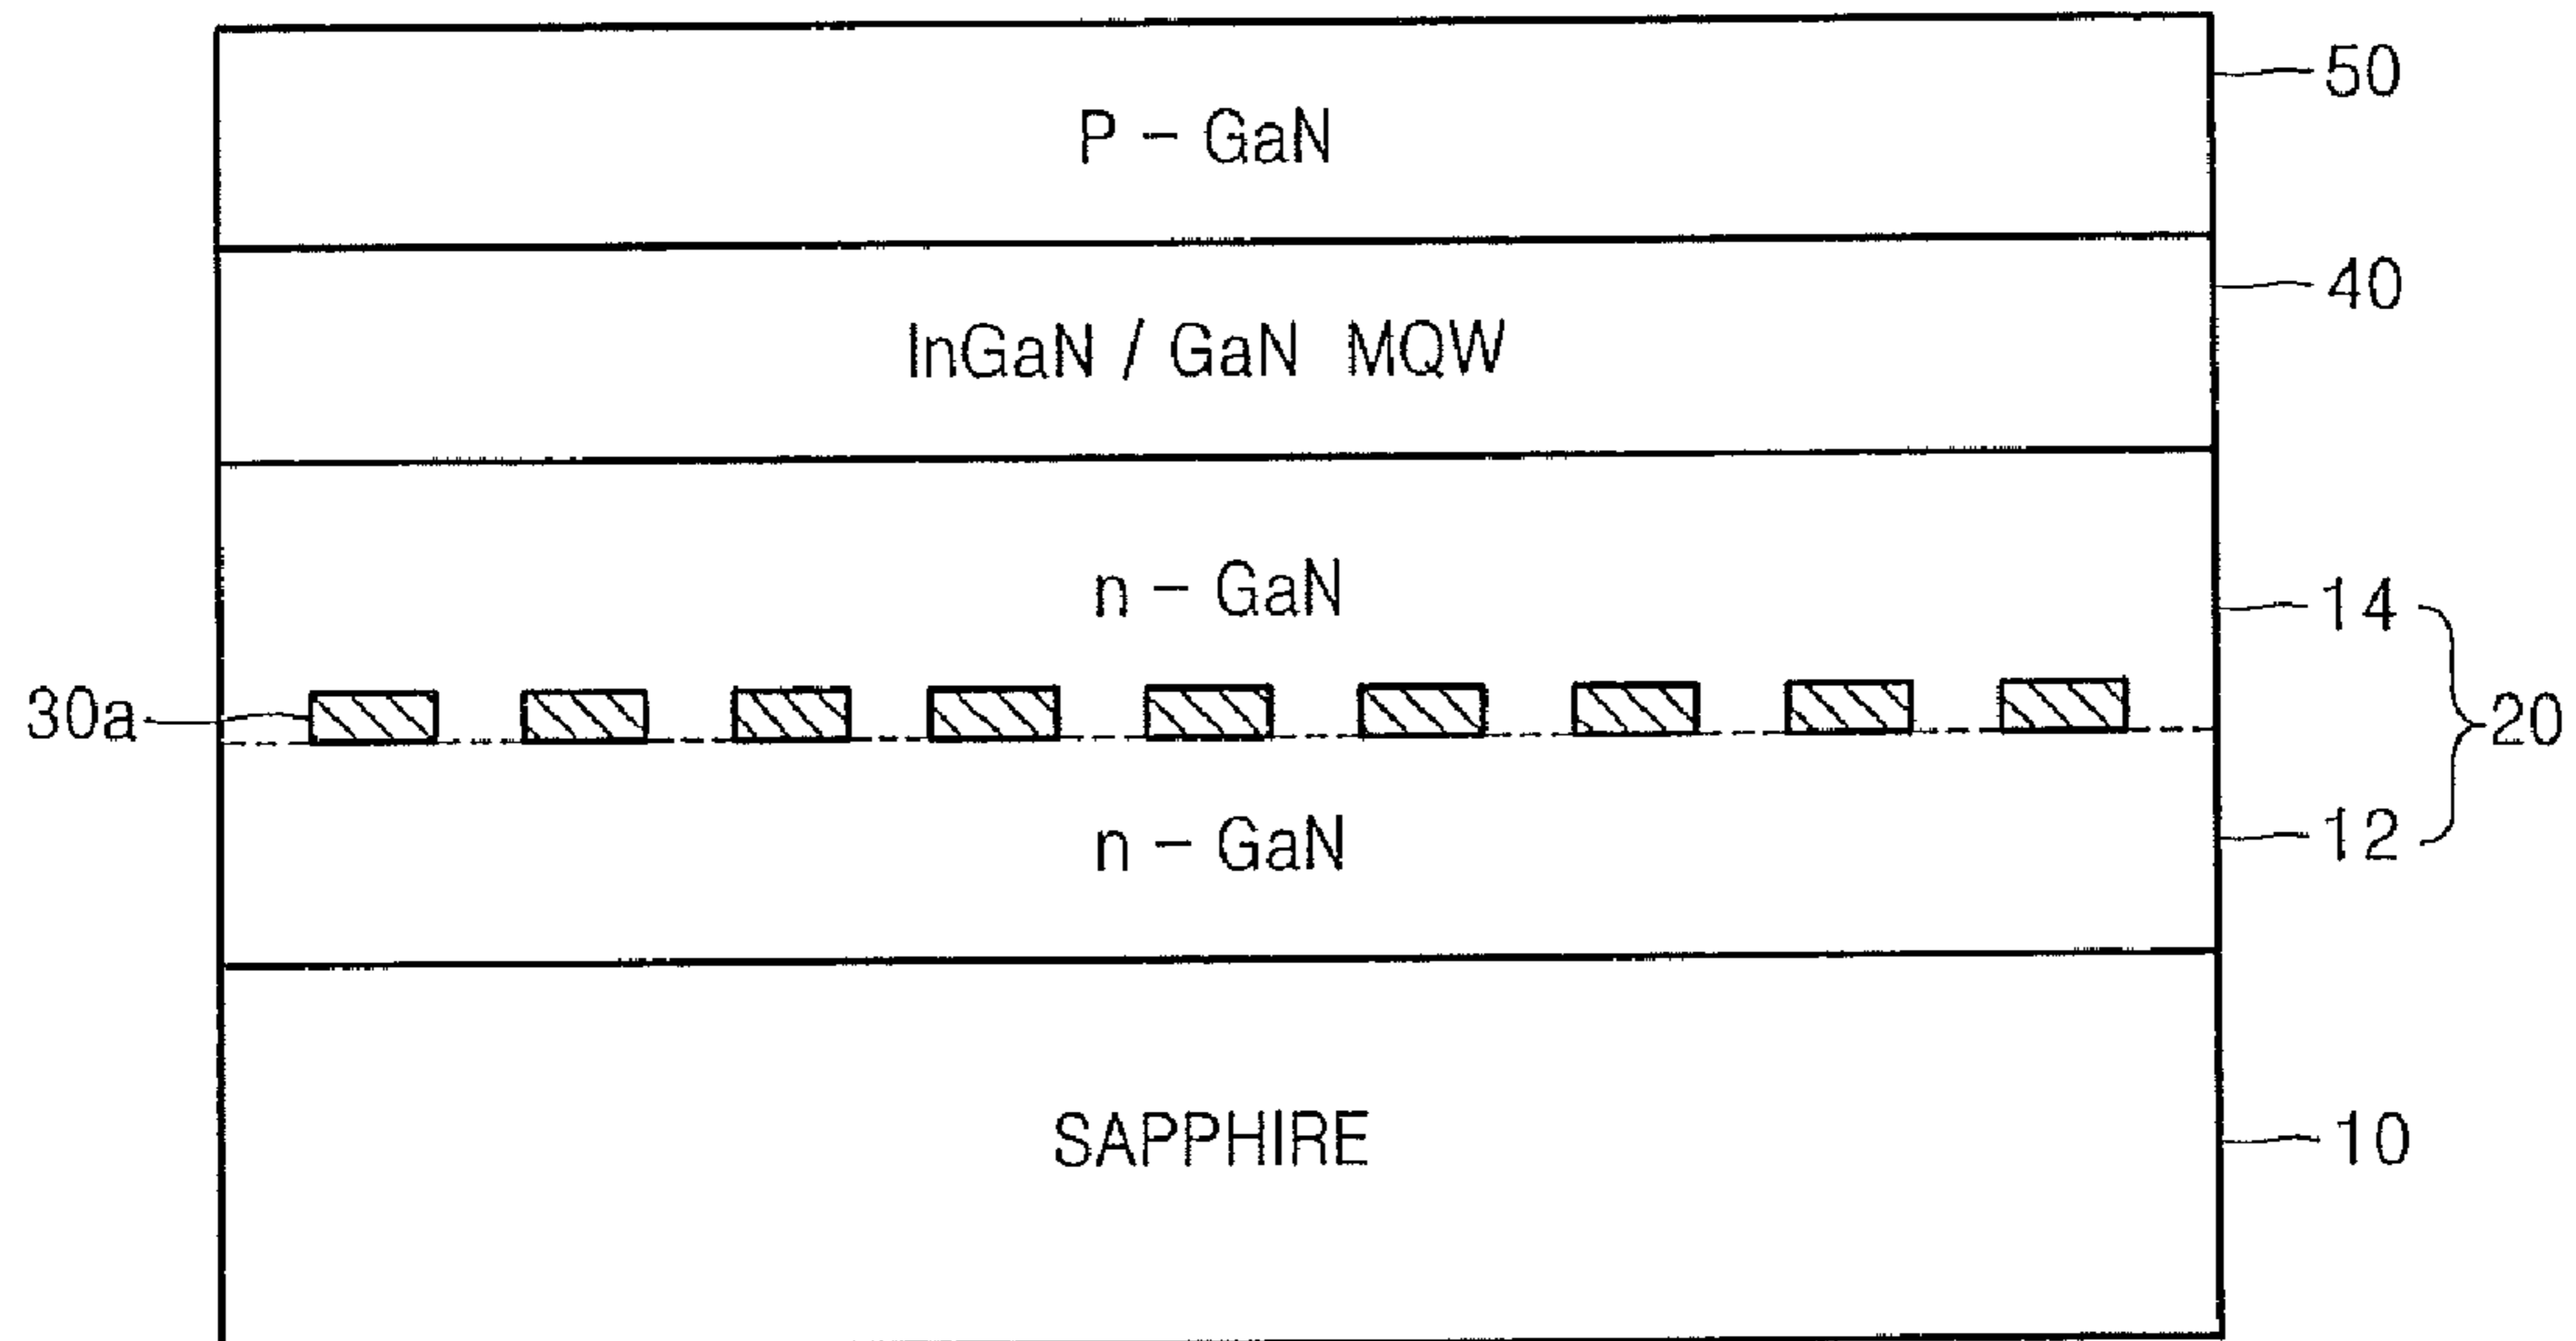 50
P - GaN
40
InGaN / GaN MQW
n - GaN
14
30a
20
n - GaN
12
SAPPHIRE
10